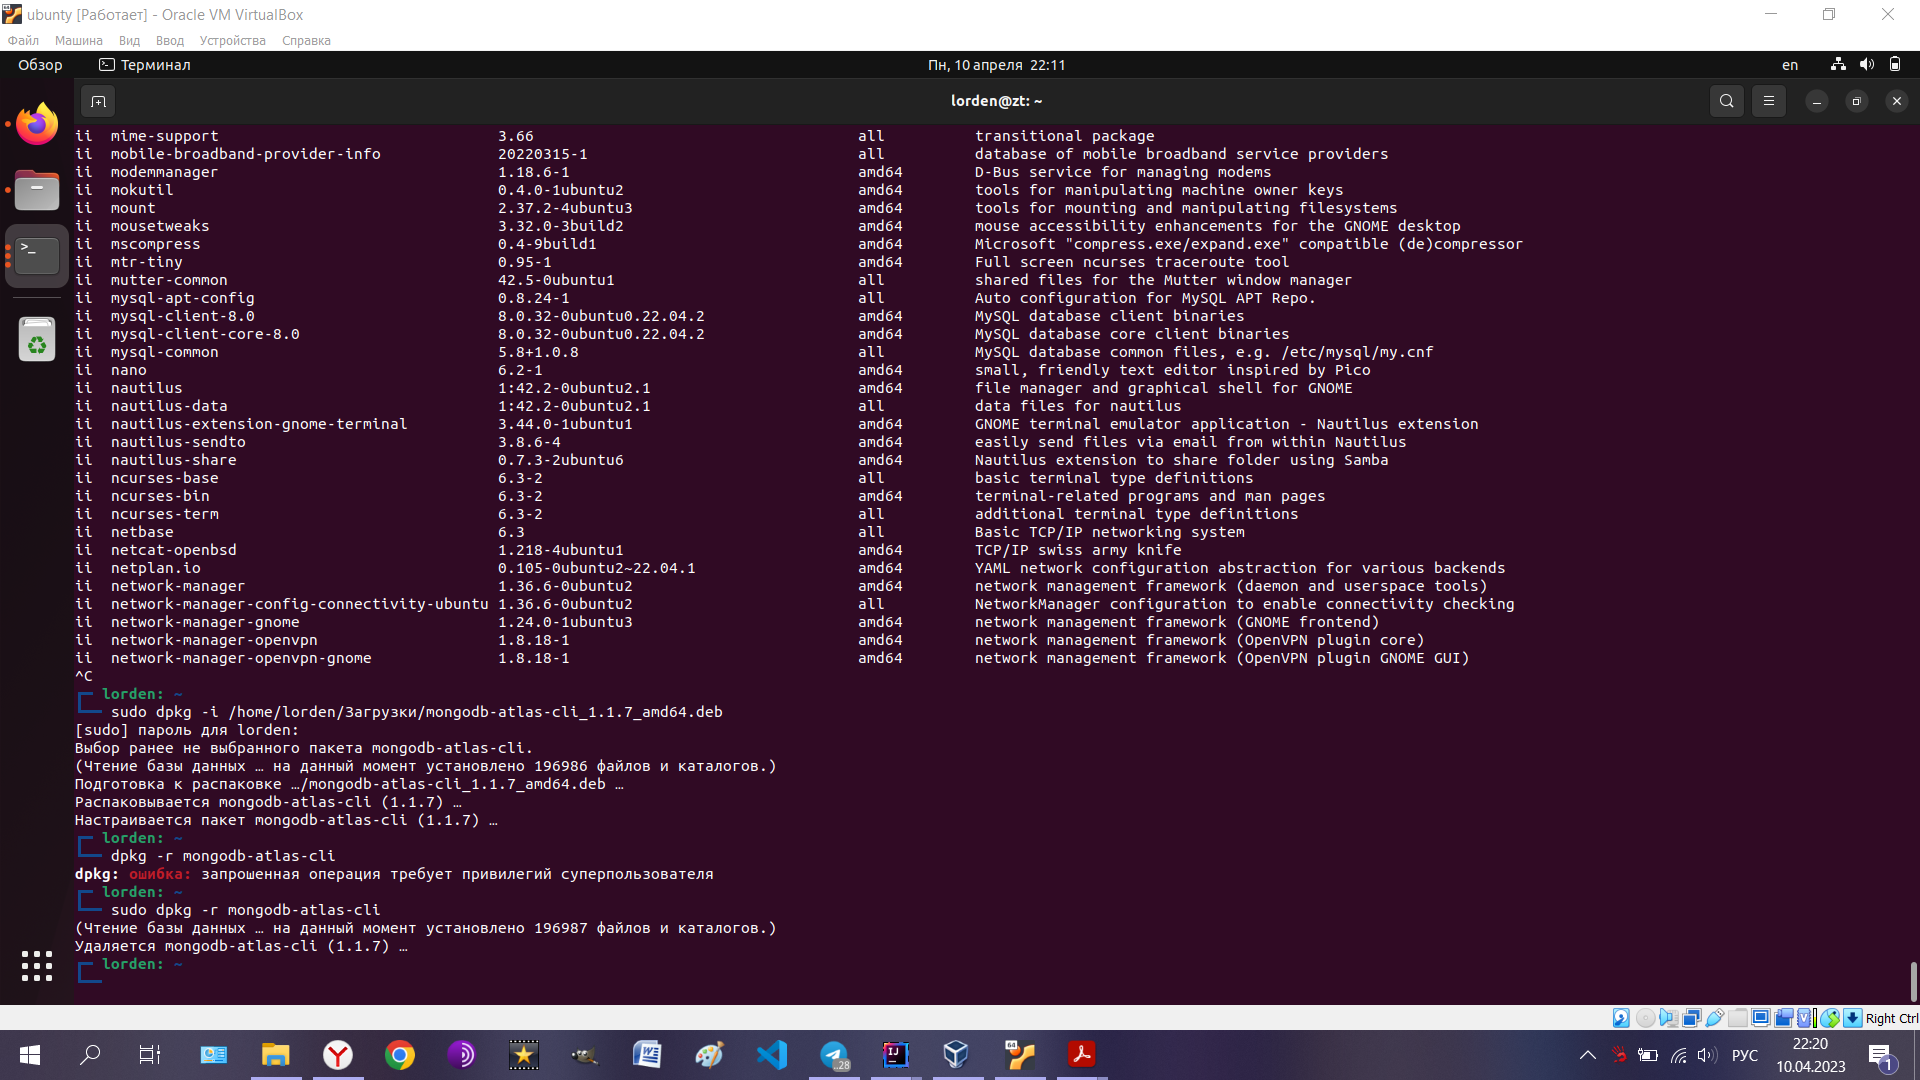 ubunty [Работает] - Oracle VM VirtualBox
Файл Машина Вид Ввод Устройства Справка
Обзор Терминал Пн, 10 апреля 22:11 en
lorden@zt: ~
ii mime-support 3.66 all transitional package
ii mobile-broadband-provider-info 20220315-1 all database of mobile broadband service providers
ii modemmanager 1.18.6-1 amd64 D-Bus service for managing modems
ii mokutil 0.4.0-1ubuntu2 amd64 tools for manipulating machine owner keys
ii mount 2.37.2-4ubuntu3 amd64 tools for mounting and manipulating filesystems
ii mousetweaks 3.32.0-3build2 amd64 mouse accessibility enhancements for the GNOME desktop
ii mscompress 0.4-9build1 amd64 Microsoft "compress.exe/expand.exe" compatible (de)compressor
ii mtr-tiny 0.95-1 amd64 Full screen ncurses traceroute tool
ii mutter-common 42.5-0ubuntu1 all shared files for the Mutter window manager
ii mysql-apt-config 0.8.24-1 all Auto configuration for MySQL APT Repo.
ii mysql-client-8.0 8.0.32-0ubuntu0.22.04.2 amd64 MySQL database client binaries
ii mysql-client-core-8.0 8.0.32-0ubuntu0.22.04.2 amd64 MySQL database core client binaries
ii mysql-common 5.8+1.0.8 all MySQL database common files, e.g. /etc/mysql/my.cnf
ii nano 6.2-1 amd64 small, friendly text editor inspired by Pico
ii nautilus 1:42.2-0ubuntu2.1 amd64 file manager and graphical shell for GNOME
ii nautilus-data 1:42.2-0ubuntu2.1 all data files for nautilus
ii nautilus-extension-gnome-terminal 3.44.0-1ubuntu1 amd64 GNOME terminal emulator application - Nautilus extension
ii nautilus-sendto 3.8.6-4 amd64 easily send files via email from within Nautilus
ii nautilus-share 0.7.3-2ubuntu6 amd64 Nautilus extension to share folder using Samba
ii ncurses-base 6.3-2 all basic terminal type definitions
ii ncurses-bin 6.3-2 amd64 terminal-related programs and man pages
ii ncurses-term 6.3-2 all additional terminal type definitions
ii netbase 6.3 all Basic TCP/IP networking system
ii netcat-openbsd 1.218-4ubuntu1 amd64 TCP/IP swiss army knife
ii netplan.io 0.105-0ubuntu2~22.04.1 amd64 YAML network configuration abstraction for various backends
ii network-manager 1.36.6-0ubuntu2 amd64 network management framework (daemon and userspace tools)
ii network-manager-config-connectivity-ubuntu 1.36.6-0ubuntu2 all NetworkManager configuration to enable connectivity checking
ii network-manager-gnome 1.24.0-1ubuntu3 amd64 network management framework (GNOME frontend)
ii network-manager-openvpn 1.8.18-1 amd64 network management framework (OpenVPN plugin core)
ii network-manager-openvpn-gnome 1.8.18-1 amd64 network management framework (OpenVPN plugin GNOME GUI)
^C
lorden: ~
sudo dpkg -i /home/lorden/Загрузки/mongodb-atlas-cli_1.1.7_amd64.deb
[sudo] пароль для lorden:
Выбор ранее не выбранного пакета mongodb-atlas-cli.
(Чтение базы данных … на данный момент установлено 196986 файлов и каталогов.)
Подготовка к распаковке …/mongodb-atlas-cli_1.1.7_amd64.deb …
Распаковывается mongodb-atlas-cli (1.1.7) …
Настраивается пакет mongodb-atlas-cli (1.1.7) …
lorden: ~
dpkg -r mongodb-atlas-cli
dpkg: ошибка: запрошенная операция требует привилегий суперпользователя
lorden: ~
sudo dpkg -r mongodb-atlas-cli
(Чтение базы данных … на данный момент установлено 196987 файлов и каталогов.)
Удаляется mongodb-atlas-cli (1.1.7) …
lorden: ~
Right Ctrl
РУС 22:20
10.04.2023
1